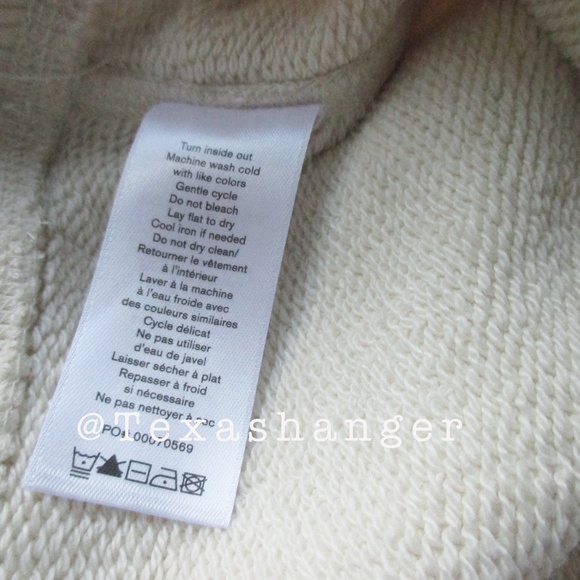 Turn inside out
Machine wash cold
with like colors
Gentle cycle
Do not bleach
Lay flat to dry
Cool iron if needed
Do not dry clean/
Retourner le vêtement
à l'intérieur
Laver à la machine
à l'eau froide avec
des couleurs similaires
Cycle délicat
Ne pas utiliser
d'eau de javel
Laisser sécher à plat
Repasser à froid
si nécessaire
Ne pas nettoyer à sec
@Texashanger
PO#: 00070569